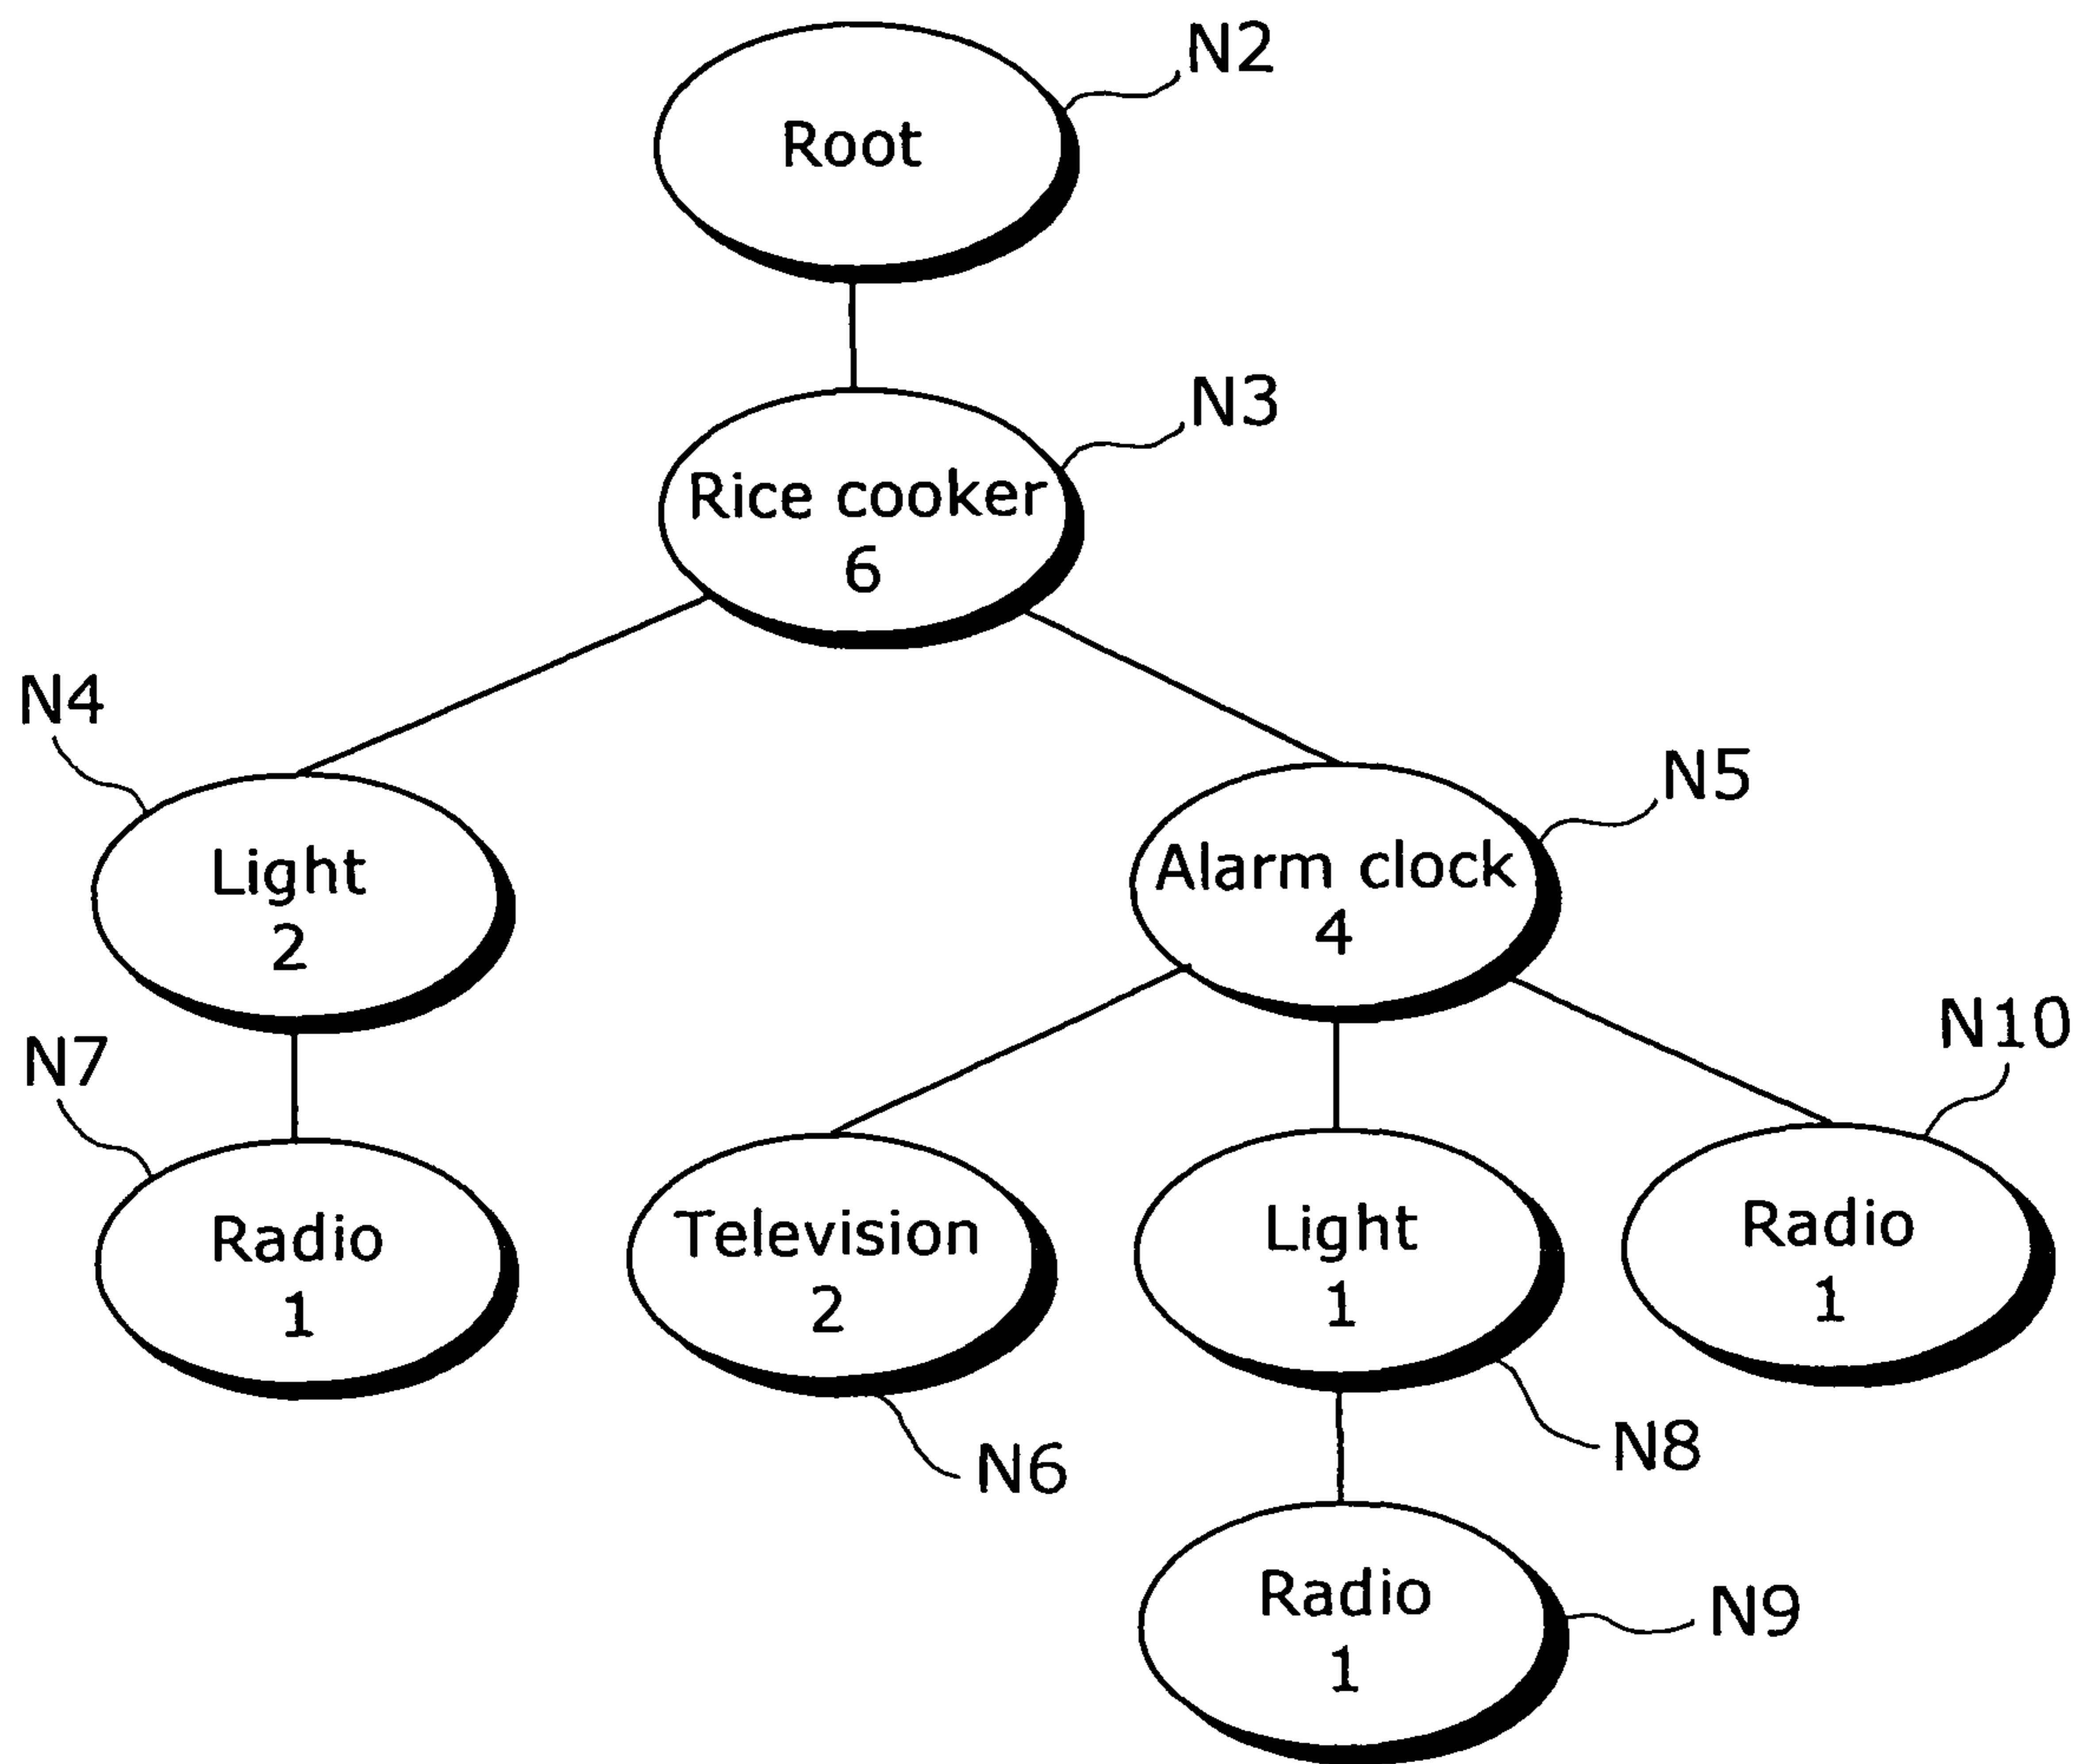 N2
Root
N3
Rice cooker
6
N4
Light
2
N5
Alarm clock
4
N7
Radio
1
Television
2
N6
Light
1
N8
N10
Radio
1
Radio
1
N9